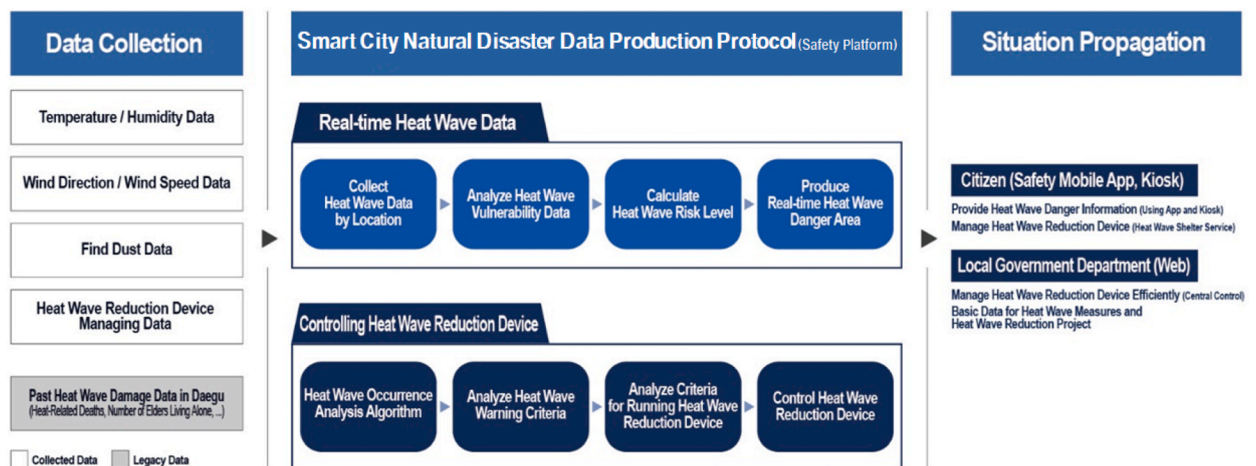 Data Collection
Temperature / Humidity Data
Wind Direction / Wind Speed Data
Find Dust Data
Heat Wave Reduction Device
Managing Data
Past Heat Wave Damage Data in Daegu
(Heat-Related Deaths, Number of Elders Living Alone, ...)
Collected Data
Legacy Data
Smart City Natural Disaster Data Production Protocol (Safety Platform)
Real-time Heat Wave Data
Collect
Heat Wave Data
by Location
Analyze Heat Wave
Vulnerability Data
Calculate
Heat Wave Risk Level
Produce
Real-time Heat Wave
Danger Area
Controlling Heat Wave Reduction Device
Heat Wave Occurrence
Analysis Algorithm
Analyze Heat Wave
Warning Criteria
Analyze Criteria
for Running Heat Wave
Reduction Device
Control Heat Wave
Reduction Device
Situation Propagation
Citizen (Safety Mobile App, Kiosk)
Provide Heat Wave Danger Information (Using App and Kiosk)
Manage Heat Wave Reduction Device (Heat Wave Shelter Service)
Local Government Department (Web)
Manage Heat Wave Reduction Device Efficiently (Central Control)
Basic Data for Heat Wave Measures and
Heat Wave Reduction Project